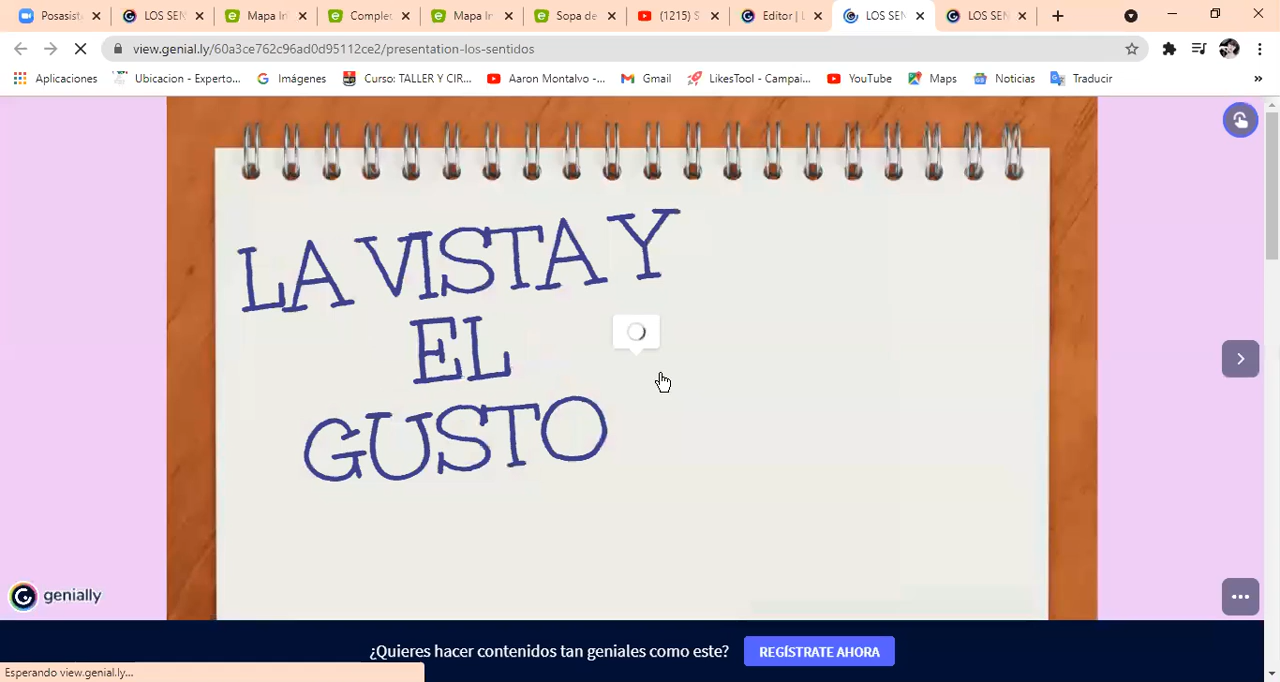 Posasist
LOS SEN
Mapa In
Complet
Mapa In
Sopa de
(1215) S
Editor | L
LOS SEN
LOS SEN
view.genial.ly/60a3ce762c96ad0d95112ce2/presentation-los-sentidos
Aplicaciones
Ubicacion - Experto...
Imágenes
Curso: TALLER Y CIR...
Aaron Montalvo -...
Gmail
LikesTool - Campai...
YouTube
Maps
Noticias
Traducir
LA VISTA Y
EL
GUSTO
genially
¿Quieres hacer contenidos tan geniales como este?
REGÍSTRATE AHORA
Esperando view.genial.ly...